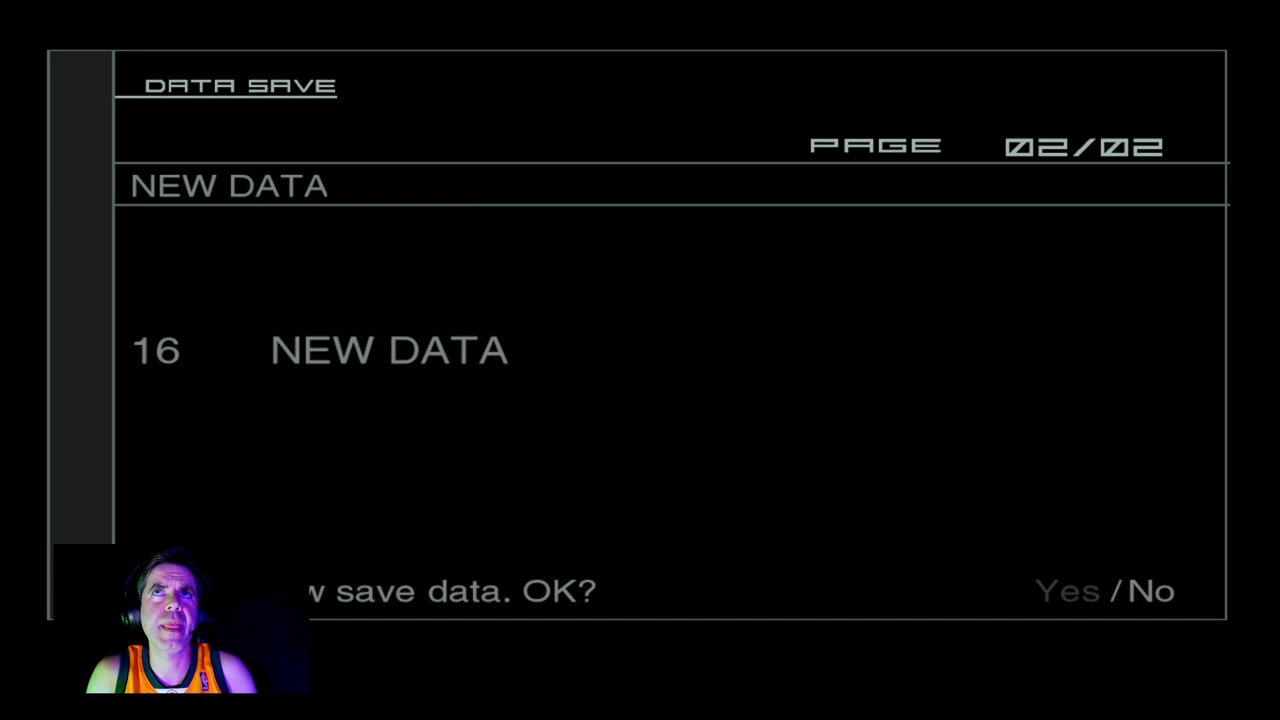 DATA SAVE
PAGE 02/02
NEW DATA
16 NEW DATA
save data. OK? Yes / No